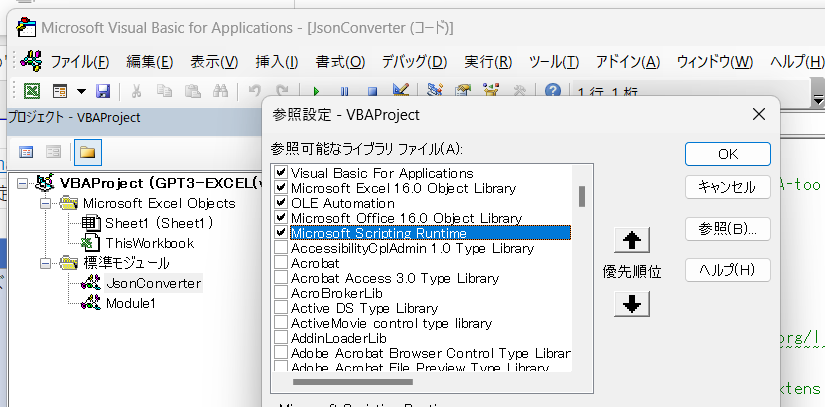 Microsoft Visual Basic for Applications - [JsonConverter (コード)]
ファイル(F) 編集(E) 表示(V) 挿入(I) 書式(O) デバッグ(D) 実行(R) ツール(T) アドイン(A) ウィンドウ(W) ヘルプ(H)
1 行, 1 桁
プロジェクト - VBAProject
VBAProject (GPT3-EXCEL(v
Microsoft Excel Objects
Sheet1 (Sheet1)
ThisWorkbook
標準モジュール
JsonConverter
Module1
参照設定 - VBAProject
参照可能なライブラリ ファイル(A):
Visual Basic For Applications
Microsoft Excel 16.0 Object Library
OLE Automation
Microsoft Office 16.0 Object Library
Microsoft Scripting Runtime
AccessibilityCplAdmin 1.0 Type Library
Acrobat
Acrobat Access 3.0 Type Library
AcroBrokerLib
Active DS Type Library
ActiveMovie control type library
AddinLoaderLib
Adobe Acrobat Browser Control Type Librar
Adobe Acrobat File Preview Type Library
優先順位
OK
キャンセル
参照(B)...
ヘルプ(H)
A-too
org/l
xtens